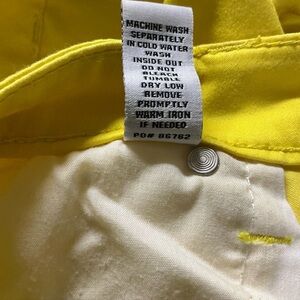 MACHINE WASH
SEPARATELY
IN COLD WATER
WASH
INSIDE OUT
DO NOT
BLEACH
TUMBLE
DRY LOW
REMOVE
PROMPTLY
WARM IRON
IF NEEDED
PO# 86762